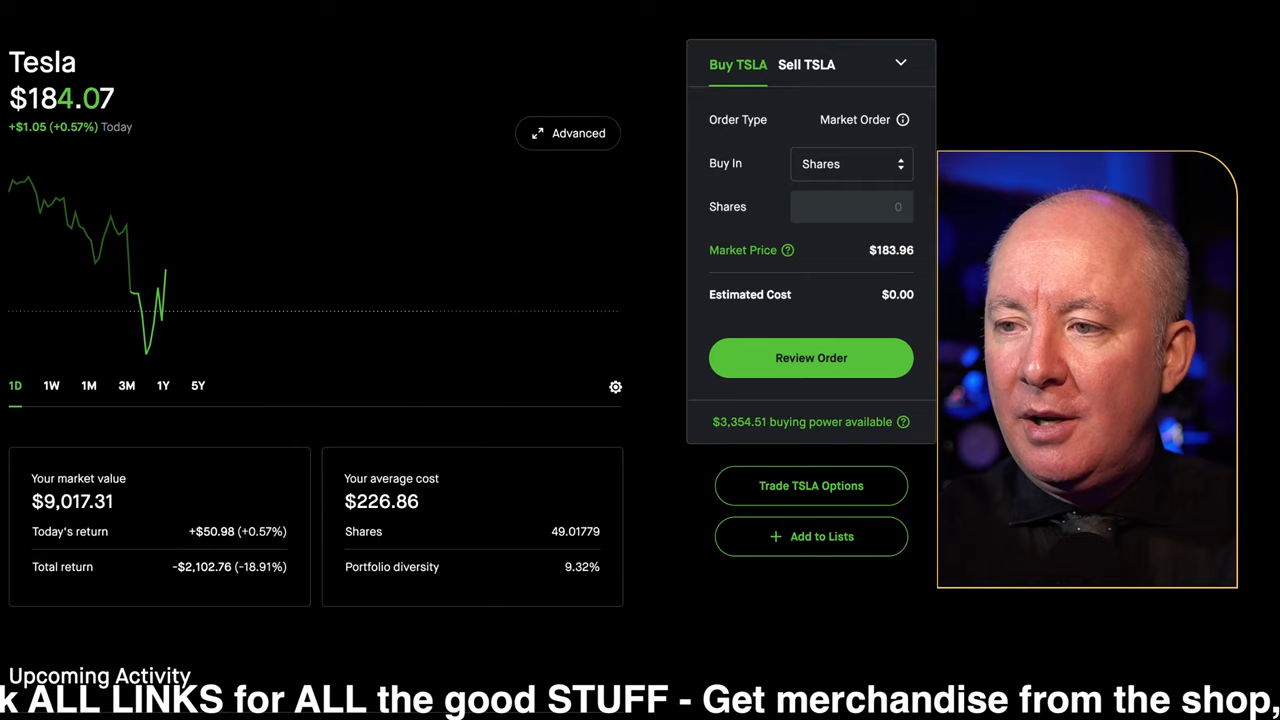 Tesla
$184.07
+$1.05 (+0.57%) Today
Advanced
1D 1W 1M 3M 1Y 5Y
Your market value
$9,017.31
Today's return +$50.98 (+0.57%)
Total return -$2,102.76 (-18.91%)
Your average cost
$226.86
Shares 49.01779
Portfolio diversity 9.32%
Buy TSLA Sell TSLA
Order Type Market Order
Buy In Shares
Shares 0
Market Price $183.96
Estimated Cost $0.00
Review Order
$3,354.51 buying power available
Trade TSLA Options
+ Add to Lists
Upcoming Activity
k ALL LINKS for ALL the good STUFF - Get merchandise from the shop,